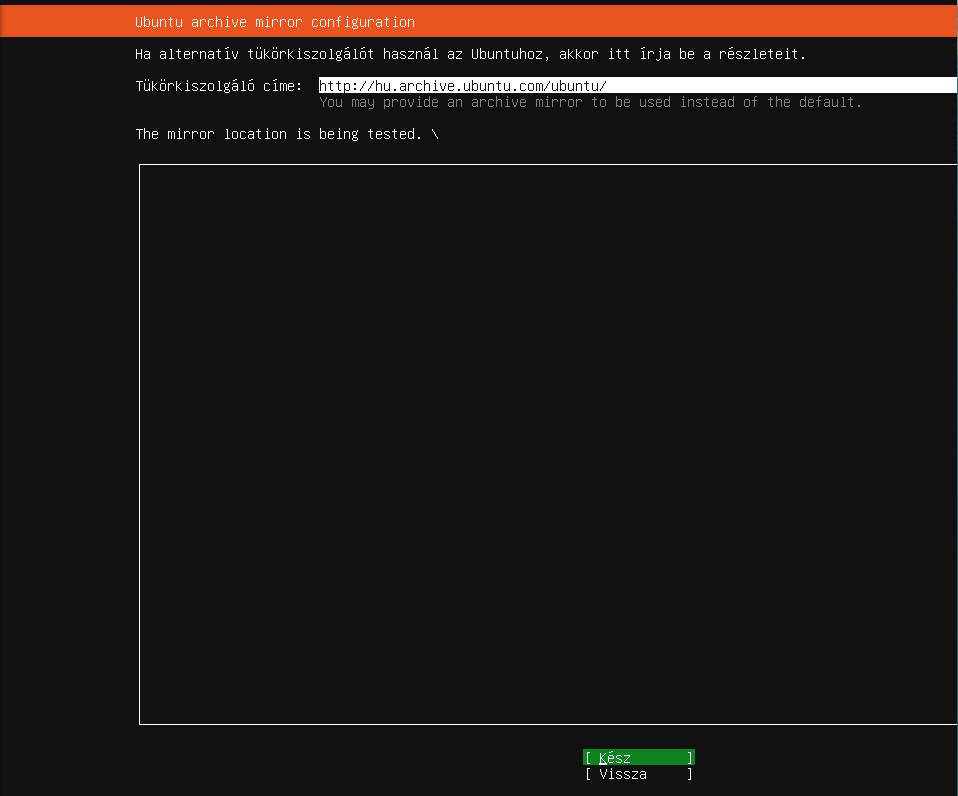 Ubuntu archive mirror configuration
Ha alternatív tükörkiszolgálót használ az Ubuntuhoz, akkor itt írja be a részleteit.
Tükörkiszolgáló címe: http://hu.archive.ubuntu.com/ubuntu/
You may provide an archive mirror to be used instead of the default.
The mirror location is being tested. \
[ Kész ]
[ Vissza ]